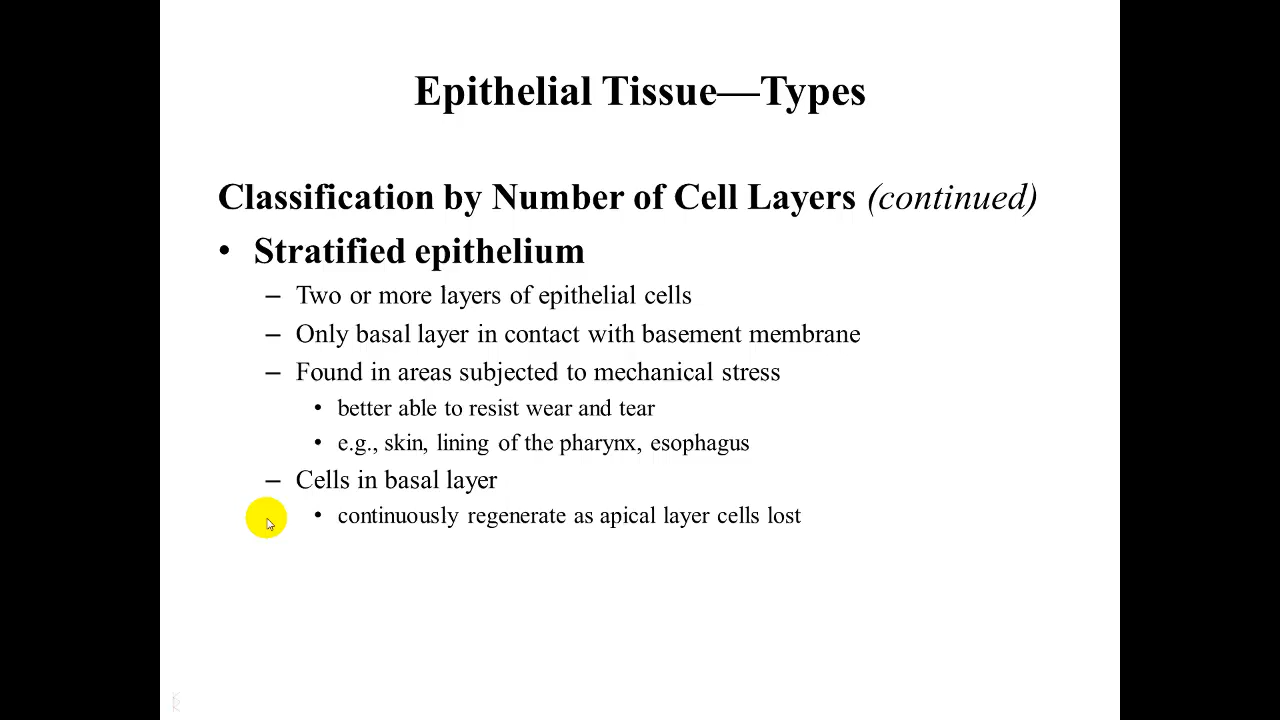 Epithelial Tissue—Types
Classification by Number of Cell Layers (continued)
• Stratified epithelium
– Two or more layers of epithelial cells
– Only basal layer in contact with basement membrane
– Found in areas subjected to mechanical stress
• better able to resist wear and tear
• e.g., skin, lining of the pharynx, esophagus
– Cells in basal layer
• continuously regenerate as apical layer cells lost